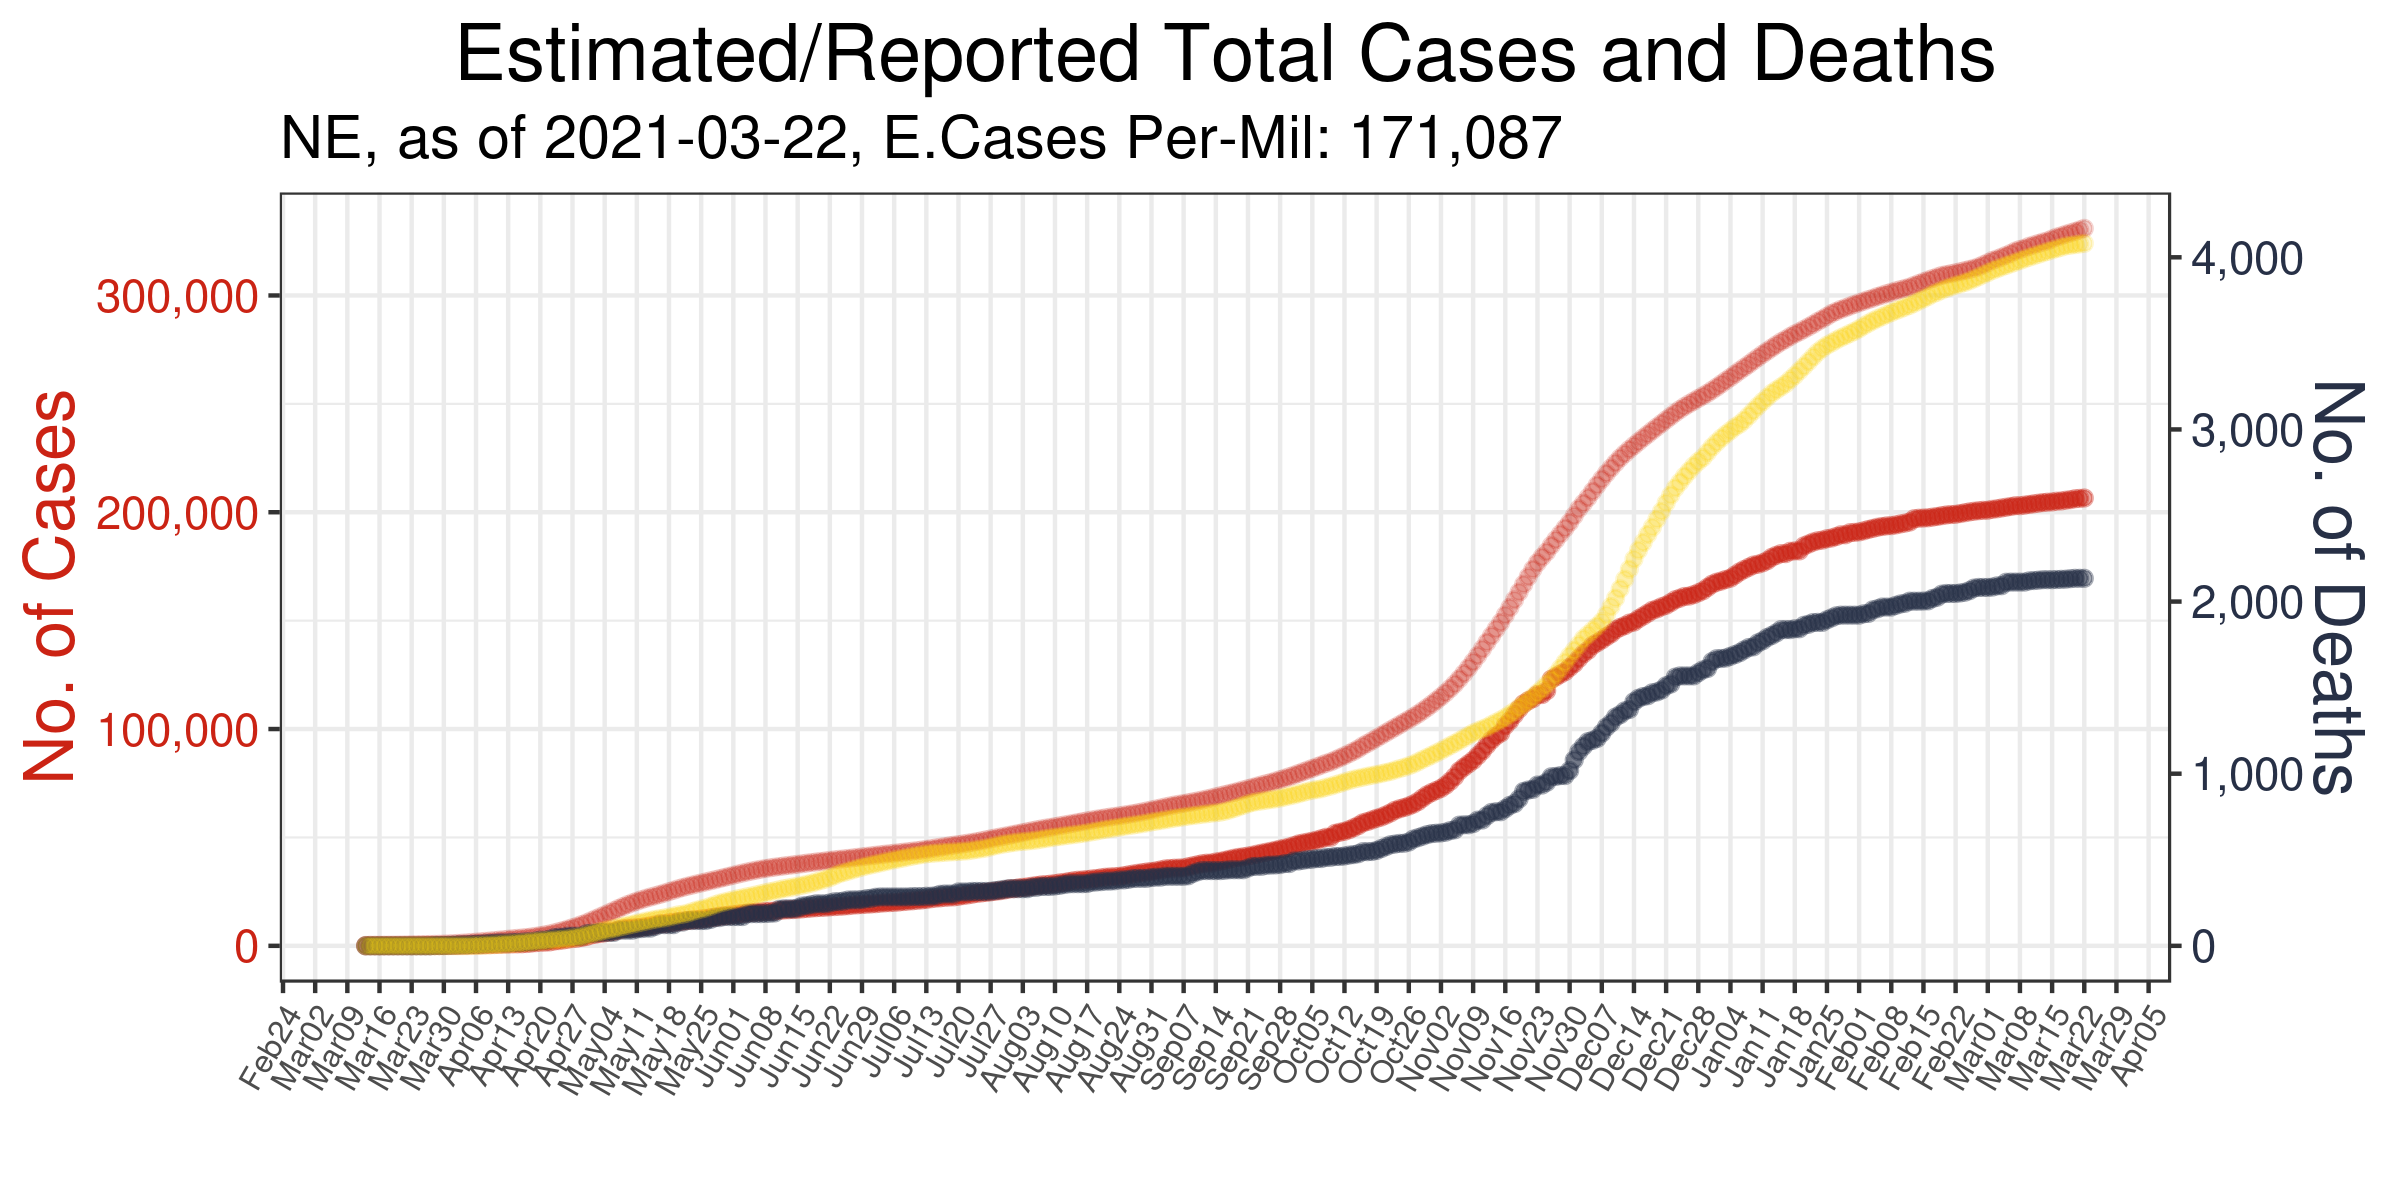 Estimated/Reported Total Cases and Deaths
NE, as of 2021-03-22, E.Cases Per-Mil: 171,087
No. of Cases
300,000
200,000
100,000
0
4,000
3,000
2,000
1,000
0
No. of Deaths
Feb24
Mar02
Mar09
Mar16
Mar23
Mar30
Apr06
Apr13
Apr20
Apr27
May04
May11
May18
May25
Jun01
Jun08
Jun15
Jun22
Jun29
Jul06
Jul13
Jul20
Jul27
Aug03
Aug10
Aug17
Aug24
Aug31
Sep07
Sep14
Sep21
Sep28
Oct05
Oct12
Oct19
Oct26
Nov02
Nov09
Nov16
Nov23
Nov30
Dec07
Dec14
Dec21
Dec28
Jan04
Jan11
Jan18
Jan25
Feb01
Feb08
Feb15
Feb22
Mar01
Mar08
Mar15
Mar22
Mar29
Apr05